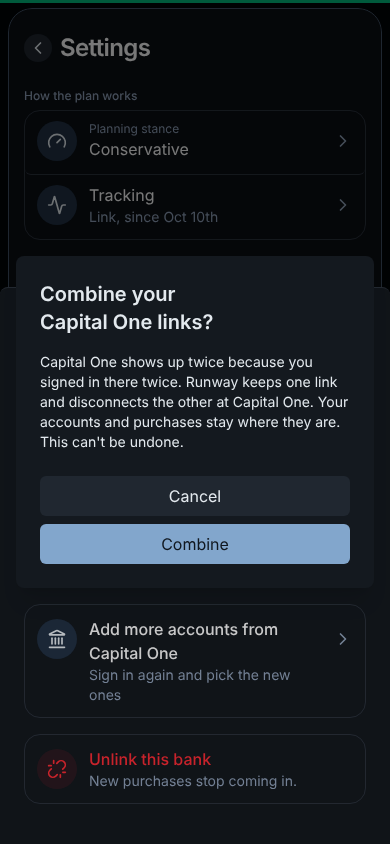 Settings
How the plan works
Planning stance
Conservative
Tracking
Link, since Oct 10th
Combine your
Capital One links?
Capital One shows up twice because you
signed in there twice. Runway keeps one link
and disconnects the other at Capital One. Your
accounts and purchases stay where they are.
This can't be undone.
Cancel
Combine
Add more accounts from
Capital One
Sign in again and pick the new
ones
Unlink this bank
New purchases stop coming in.